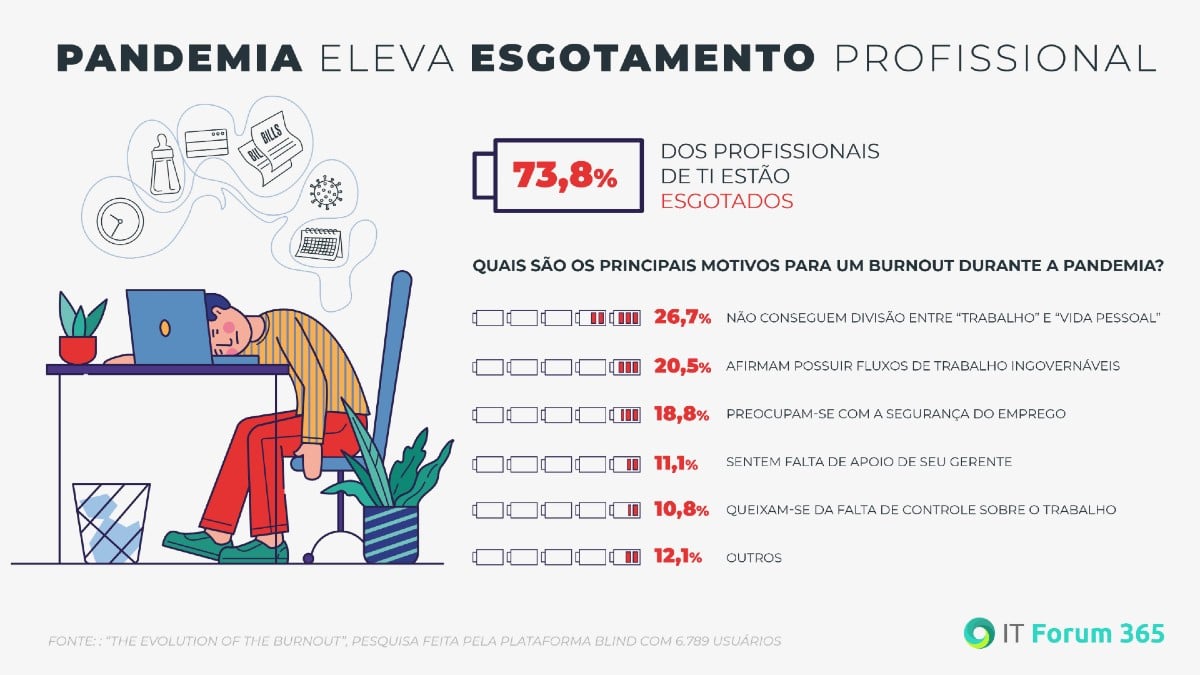 PANDEMIA ELEVA ESGOTAMENTO PROFISSIONAL
BILLS
BILLS
73,8%
DOS PROFISSIONAIS
DE TI ESTÃO
ESGOTADOS
QUAIS SÃO OS PRINCIPAIS MOTIVOS PARA UM BURNOUT DURANTE A PANDEMIA?
26,7% NÃO CONSEGUEM DIVISÃO ENTRE “TRABALHO” E “VIDA PESSOAL”
20,5% AFIRMAM POSSUIR FLUXOS DE TRABALHO INGOVERNÁVEIS
18,8% PREOCUPAM-SE COM A SEGURANÇA DO EMPREGO
11,1% SENTEM FALTA DE APOIO DE SEU GERENTE
10,8% QUEIXAM-SE DA FALTA DE CONTROLE SOBRE O TRABALHO
12,1% OUTROS
FONTE: : “THE EVOLUTION OF THE BURNOUT”, PESQUISA FEITA PELA PLATAFORMA BLIND COM 6.789 USUÁRIOS
IT Forum 365